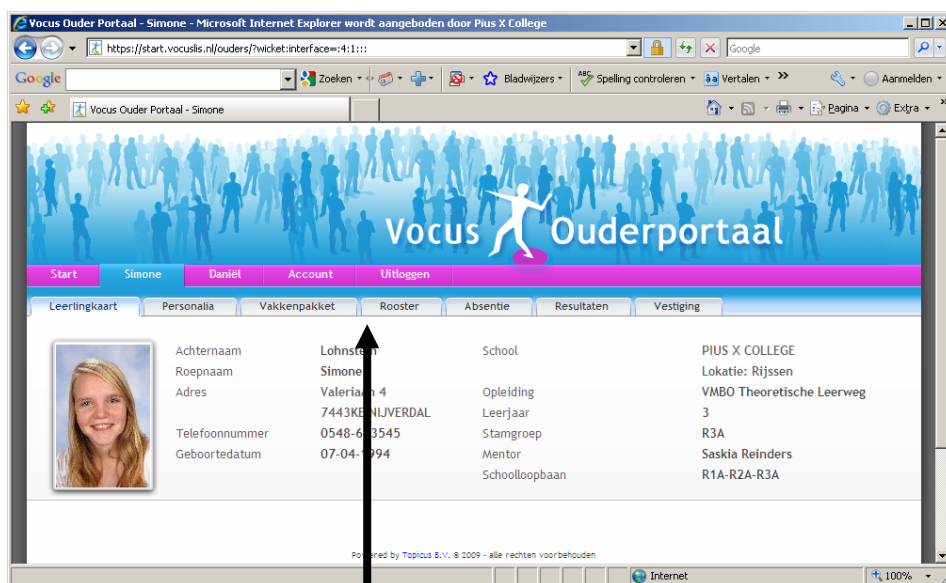 Vocus Ouder Portaal - Simone - Microsoft Internet Explorer wordt aangeboden door Pius X College
https://start.vocuslis.nl/ouders/?wicket:interface=:4:1:::
Google
Google Zoeken Bladwijzers ABC Spelling controleren Vertalen Aanmelden
Vocus Ouder Portaal - Simone Pagina Extra
Vocus Ouderportaal
Start Simone Daniël Account Uitloggen
Leerlingkaart Personalia Vakkenpakket Rooster Absentie Resultaten Vestiging
Achternaam School PIUS X COLLEGE
Roepnaam Simone Lokatie: Rijssen
Adres 4 Opleiding VMBO Theoretische Leerweg
7443KE NIJVERDAL Leerjaar 3
Telefoonnummer Stamgroep R3A
Geboortedatum 07-04-1994 Mentor Saskia Reinders
Schoolloopbaan R1A-R2A-R3A
Powered by Topicus B.V. © 2009 - alle rechten voorbehouden
Internet 100%